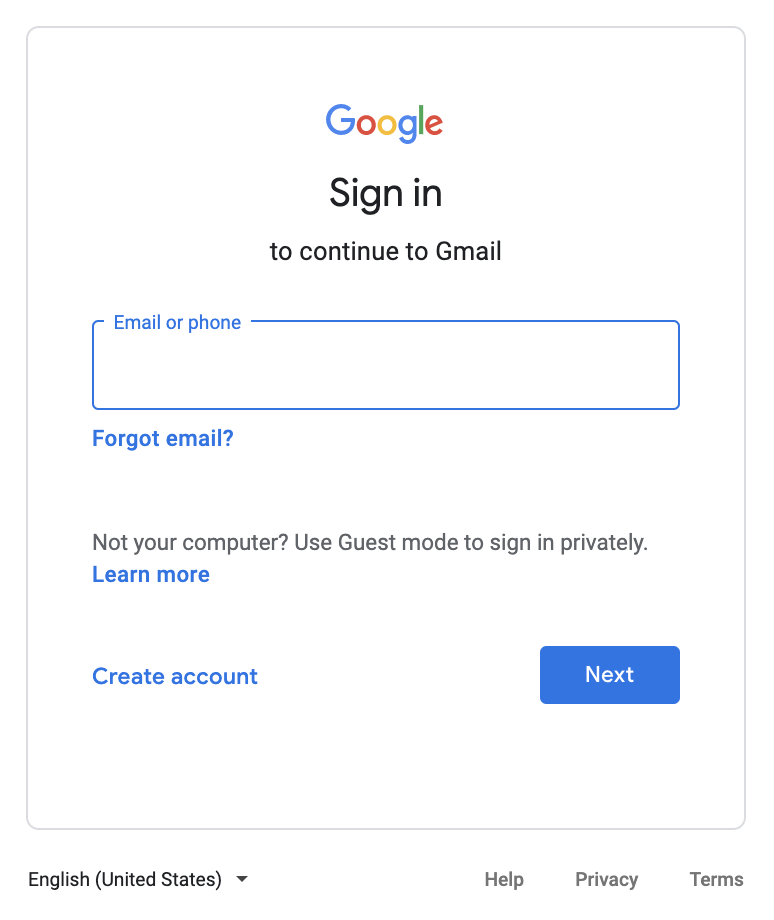 Google
Sign in
to continue to Gmail
Email or phone
Forgot email?
Not your computer? Use Guest mode to sign in privately.
Learn more
Create account
Next
English (United States)
Help
Privacy
Terms